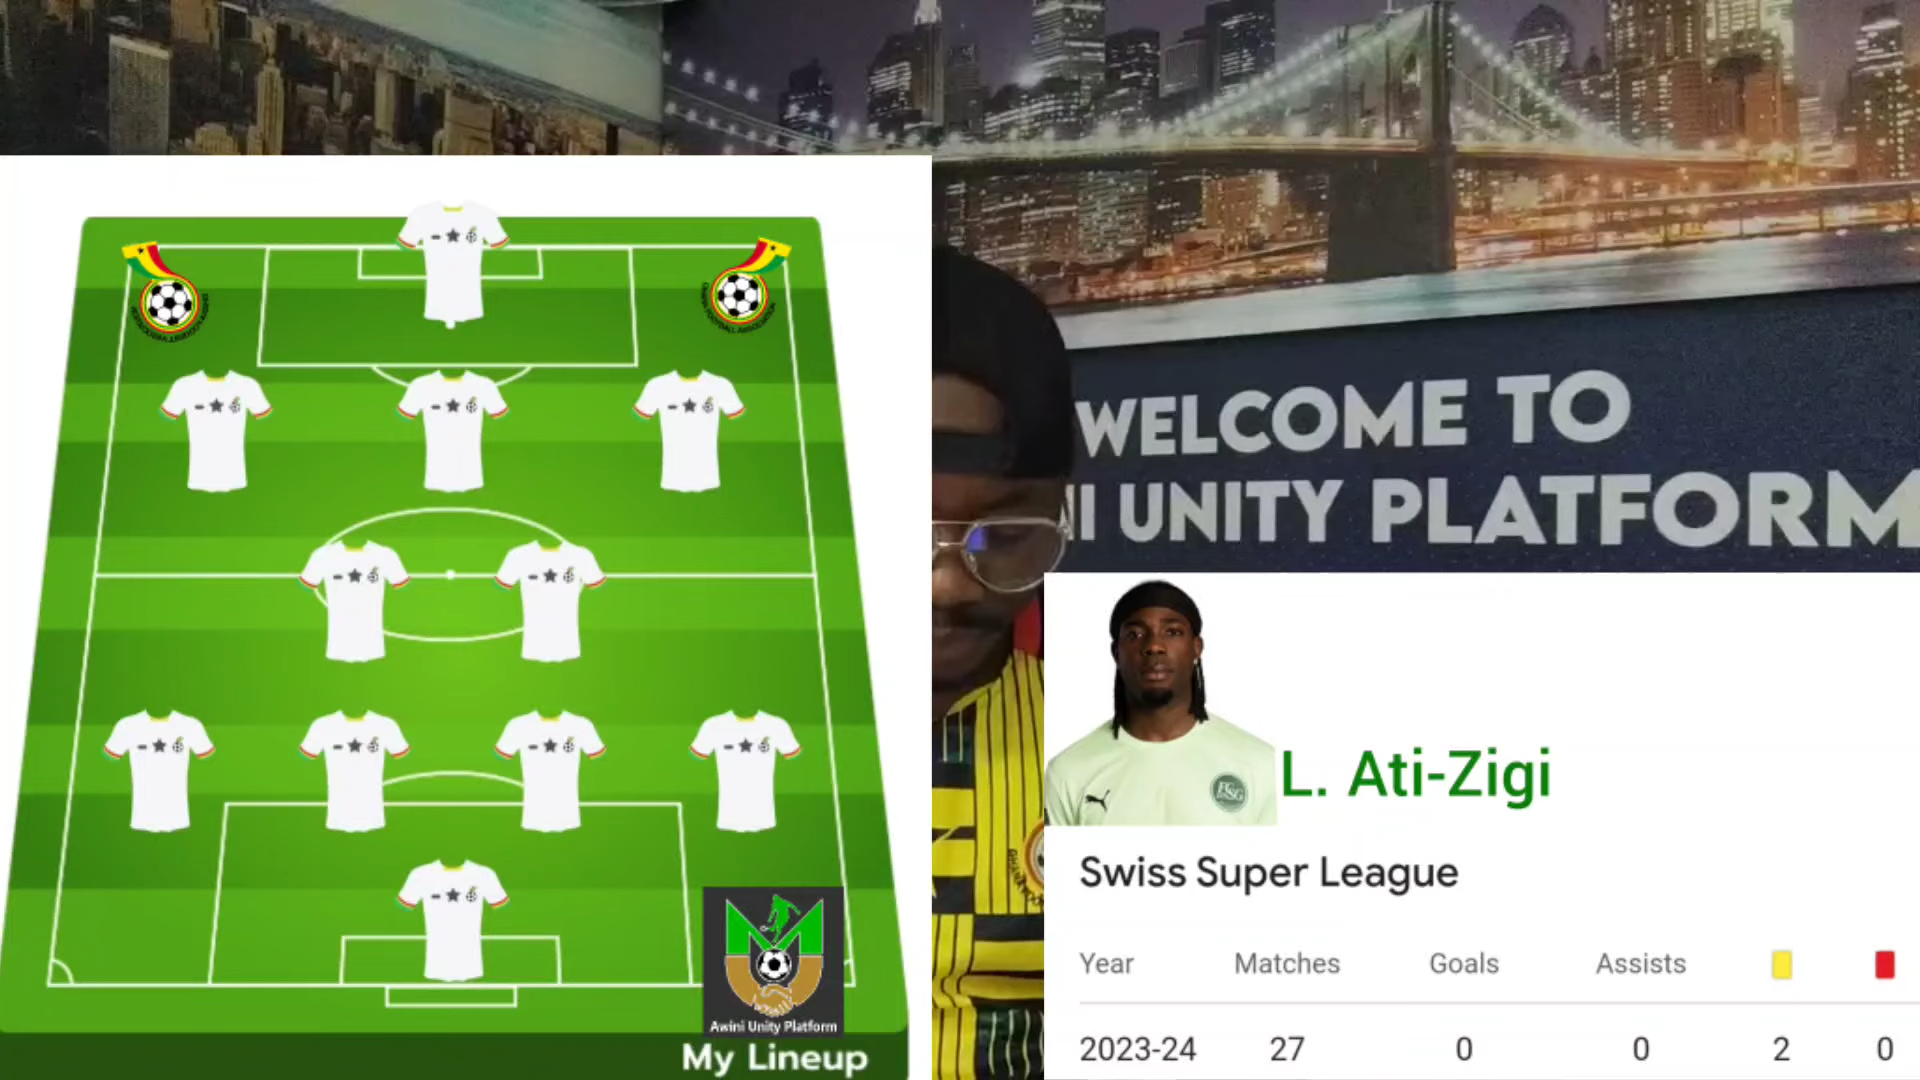 WELCOME TO
UNITY PLATFORM
L. Ati-Zigi
FCSG
Swiss Super League
Year Matches Goals Assists
2023-24 27 0 0 2 0
Awini Unity Platform
My Lineup